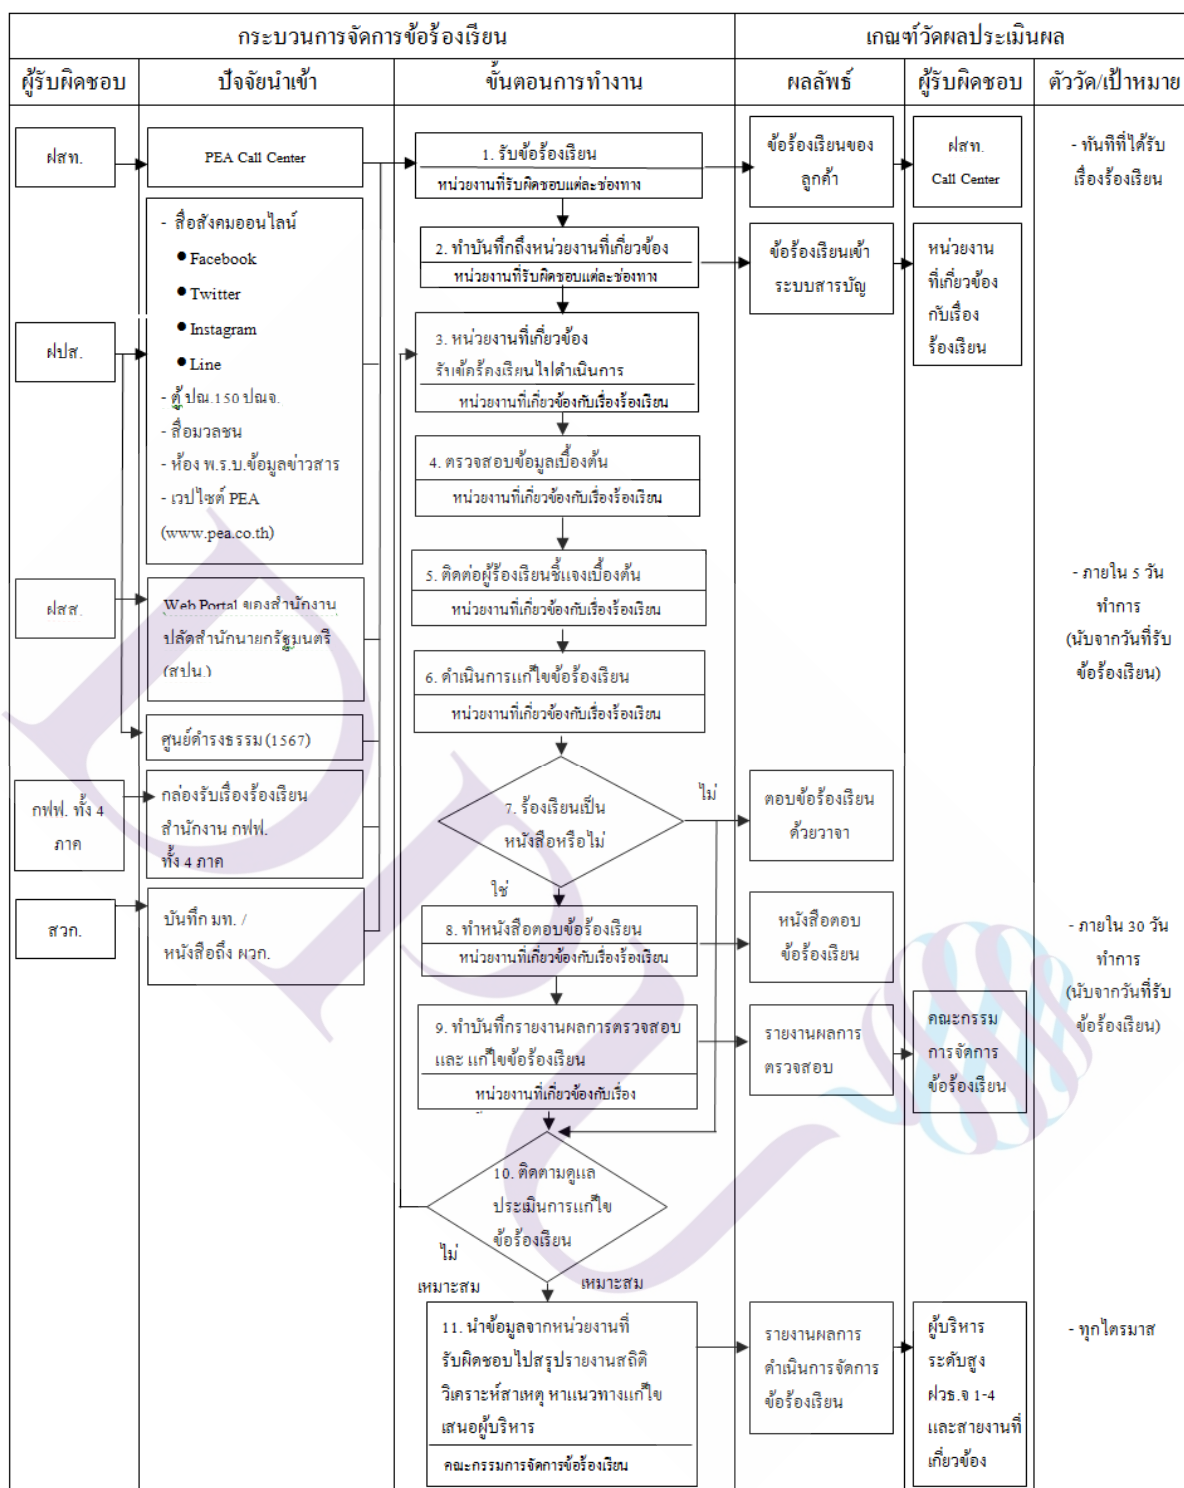 กระบวนการจัดการข้อร้องเรียน
เกณฑ์วัดผลประเมินผล
ผู้รับผิดชอบ
ปัจจัยนำเข้า
ขั้นตอนการทำงาน
ผลลัพธ์
ผู้รับผิดชอบ
ตัววัด/เป้าหมาย
ฝสท.
PEA Call Center
1. รับข้อร้องเรียน
หน่วยงานที่รับผิดชอบแต่ละช่องทาง
ข้อร้องเรียนของ
ลูกค้า
ฝสท.
Call Center
- ทันทีที่ได้รับ
เรื่องร้องเรียน
ฝปส.
- สื่อสังคมออนไลน์
● Facebook
● Twitter
● Instagram
● Line
- ตู้ ปณ.150 ปณจ.
- สื่อมวลชน
- ห้อง พ.ร.บ.ข้อมูลข่าวสาร
- เวปไซต์ PEA
(www.pea.co.th)
2. ทำบันทึกถึงหน่วยงานที่เกี่ยวข้อง
หน่วยงานที่รับผิดชอบแต่ละช่องทาง
ข้อร้องเรียนเข้า
ระบบสารบัญ
หน่วยงาน
ที่เกี่ยวข้อง
กับเรื่อง
ร้องเรียน
3. หน่วยงานที่เกี่ยวข้อง
รับข้อร้องเรียนไปดำเนินการ
หน่วยงานที่เกี่ยวข้องกับเรื่องร้องเรียน
4. ตรวจสอบข้อมูลเบื้องต้น
หน่วยงานที่เกี่ยวข้องกับเรื่องร้องเรียน
5. ติดต่อผู้ร้องเรียนชี้แจงเบื้องต้น
หน่วยงานที่เกี่ยวข้องกับเรื่องร้องเรียน
- ภายใน 5 วัน
ทำการ
(นับจากวันที่รับ
ข้อร้องเรียน)
ฝสส.
Web Portal ของสำนักงาน
ปลัดสำนักนายกรัฐมนตรี
(สปน.)
6. ดำเนินการแก้ไขข้อร้องเรียน
หน่วยงานที่เกี่ยวข้องกับเรื่องร้องเรียน
ศูนย์ดำรงธรรม (1567)
กฟฟ. ทั้ง 4
ภาค
กล่องรับเรื่องร้องเรียน
สำนักงาน กฟฟ.
ทั้ง 4 ภาค
7. ร้องเรียนเป็น
หนังสือหรือไม่
ไม่
ใช่
ตอบข้อร้องเรียน
ด้วยวาจา
สวก.
บันทึก มท. /
หนังสือถึง ผวก.
8. ทำหนังสือตอบข้อร้องเรียน
หน่วยงานที่เกี่ยวข้องกับเรื่องร้องเรียน
หนังสือตอบ
ข้อร้องเรียน
- ภายใน 30 วัน
ทำการ
(นับจากวันที่รับ
ข้อร้องเรียน)
9. ทำบันทึกรายงานผลการตรวจสอบ
และ แก้ไขข้อร้องเรียน
หน่วยงานที่เกี่ยวข้องกับเรื่อง
รายงานผลการ
ตรวจสอบ
คณะกรรม
การจัดการ
ข้อร้องเรียน
10. ติดตามดูแล
ประเมินการแก้ไข
ข้อร้องเรียน
ไม่
เหมาะสม
เหมาะสม
11. นำข้อมูลจากหน่วยงานที่
รับผิดชอบไปสรุปรายงานสถิติ
วิเคราะห์สาเหตุ หาแนวทางแก้ไข
เสนอผู้บริหาร
คณะกรรมการจัดการข้อร้องเรียน
รายงานผลการ
ดำเนินการจัดการ
ข้อร้องเรียน
ผู้บริหาร
ระดับสูง
ฝวธ.จ 1-4
และสายงานที่
เกี่ยวข้อง
- ทุกไตรมาส
DPU